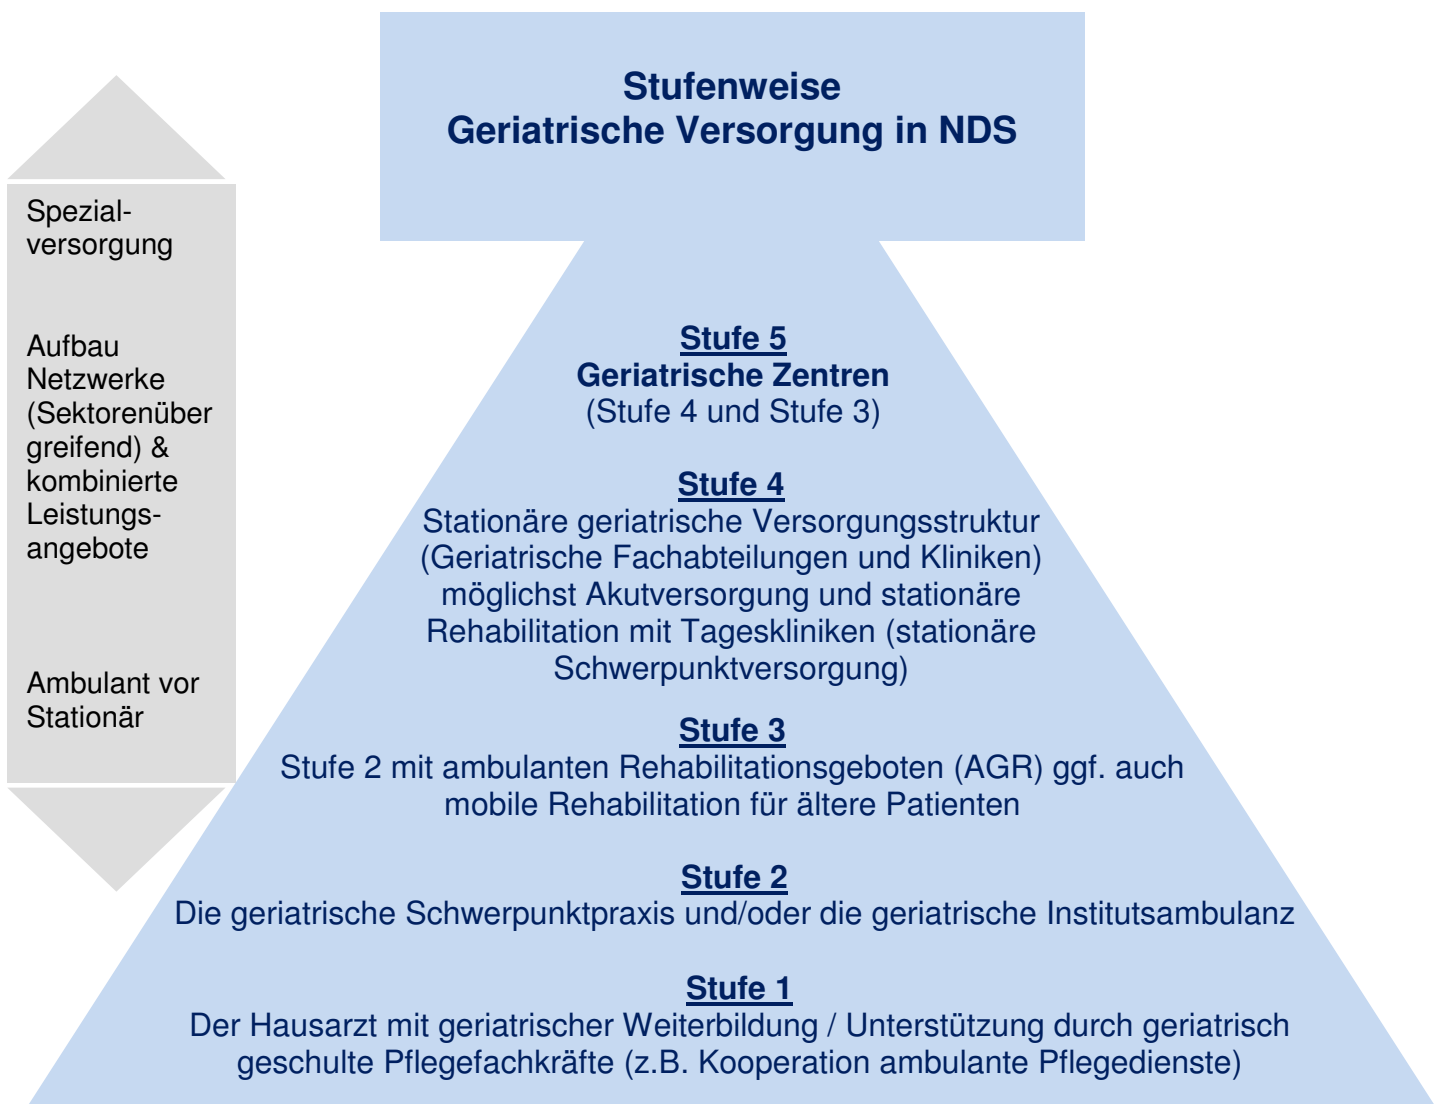 Stufenweise
Geriatrische Versorgung in NDS
Spezial-
versorgung
Aufbau
Netzwerke
(Sektorenüber
greifend) &
kombinierte
Leistungs-
angebote
Ambulant vor
Stationär
Stufe 5
Geriatrische Zentren
(Stufe 4 und Stufe 3)
Stufe 4
Stationäre geriatrische Versorgungsstruktur
(Geriatrische Fachabteilungen und Kliniken)
möglichst Akutversorgung und stationäre
Rehabilitation mit Tageskliniken (stationäre
Schwerpunktversorgung)
Stufe 3
Stufe 2 mit ambulanten Rehabilitationsgeboten (AGR) ggf. auch
mobile Rehabilitation für ältere Patienten
Stufe 2
Die geriatrische Schwerpunktpraxis und/oder die geriatrische Institutsambulanz
Stufe 1
Der Hausarzt mit geriatrischer Weiterbildung / Unterstützung durch geriatrisch
geschulte Pflegefachkräfte (z.B. Kooperation ambulante Pflegedienste)